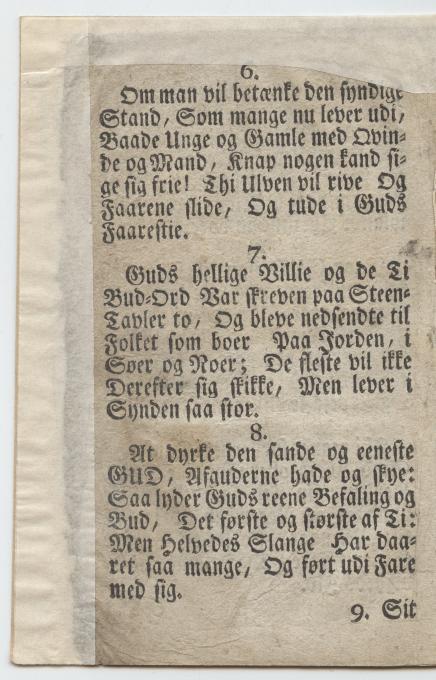 6.
Om man vil betænke den syndige
Stand, Som mange nu lever udi,
Baade Unge og Gamle med Qvin-
de og Mand, Knap nogen kand si-
ge sig frie! Thi Ulven vil rive Og
Faarene slide, Og tude i Guds
Faarestie.
7.
Guds hellige Villie og de Ti
Bud-Ord Var skreven paa Steen-
Tavler to, Og bleve nedsendte til
Folket som boer Paa Jorden, i
Søer og Noer; De fleste vil ikke
Derefter sig skikke, Men lever i
Synden saa stor.
8.
At dyrke den sande og eeneste
GUD, Afguderne hade og skye:
Saa lyder Guds reene Befaling og
Bud, Det første og største af Ti:
Men Helvedes Slange Har daa-
ret saa mange, Og ført udi Fare
med sig.
9. Sit